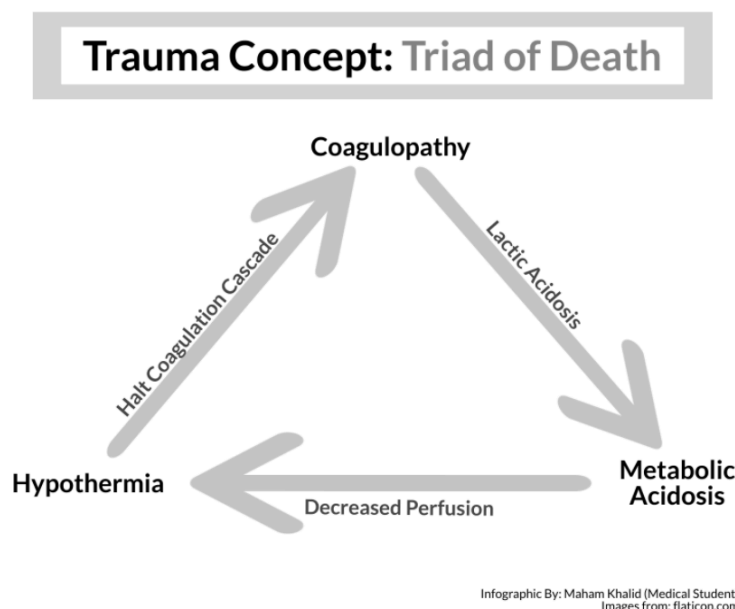 Trauma Concept: Triad of Death
Coagulopathy
Halt Coagulation Cascade
Lactic Acidosis
Hypothermia
Decreased Perfusion
Metabolic
Acidosis
Infographic By: Maham Khalid (Medical Student
Images from: flaticon.com